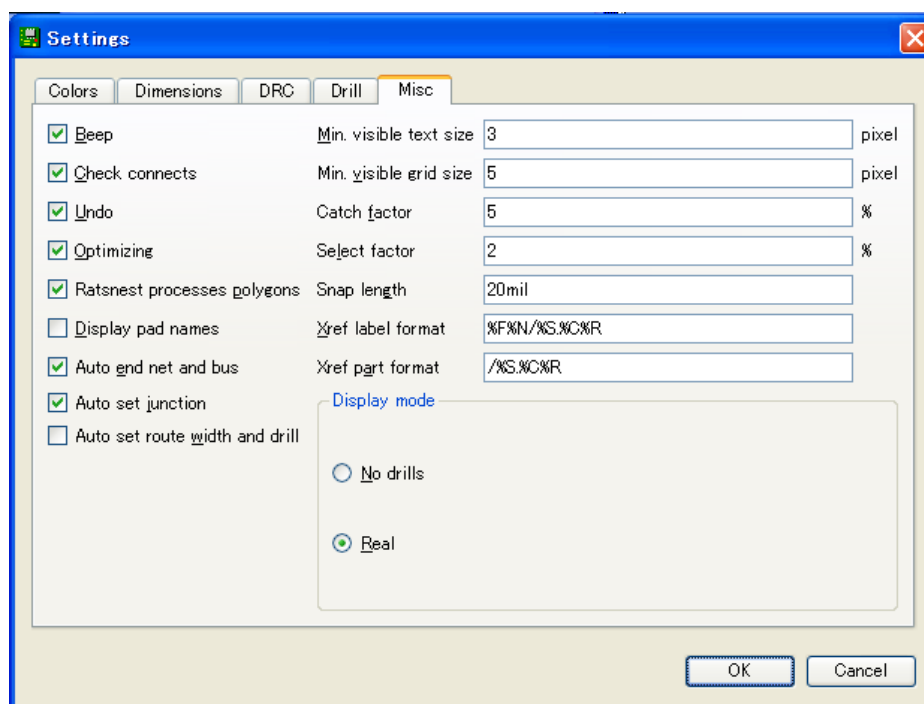 Settings
Colors Dimensions DRC Drill Misc
Beep Min. visible text size 3 pixel
Check connects Min. visible grid size 5 pixel
Undo Catch factor 5 %
Optimizing Select factor 2 %
Ratsnest processes polygons Snap length 20mil
Display pad names Xref label format %F%N/%S.%C%R
Auto end net and bus Xref part format /%S.%C%R
Auto set junction Display mode
Auto set route width and drill
No drills
Real
OK Cancel